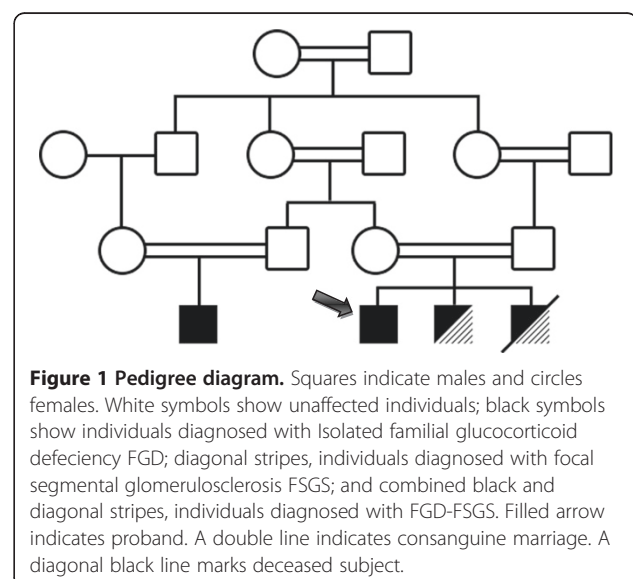 Figure 1 Pedigree diagram. Squares indicate males and circles
females. White symbols show unaffected individuals; black symbols
show individuals diagnosed with Isolated familial glucocorticoid
defeciency FGD; diagonal stripes, individuals diagnosed with focal
segmental glomerulosclerosis FSGS; and combined black and
diagonal stripes, individuals diagnosed with FGD-FSGS. Filled arrow
indicates proband. A double line indicates consanguine marriage. A
diagonal black line marks deceased subject.